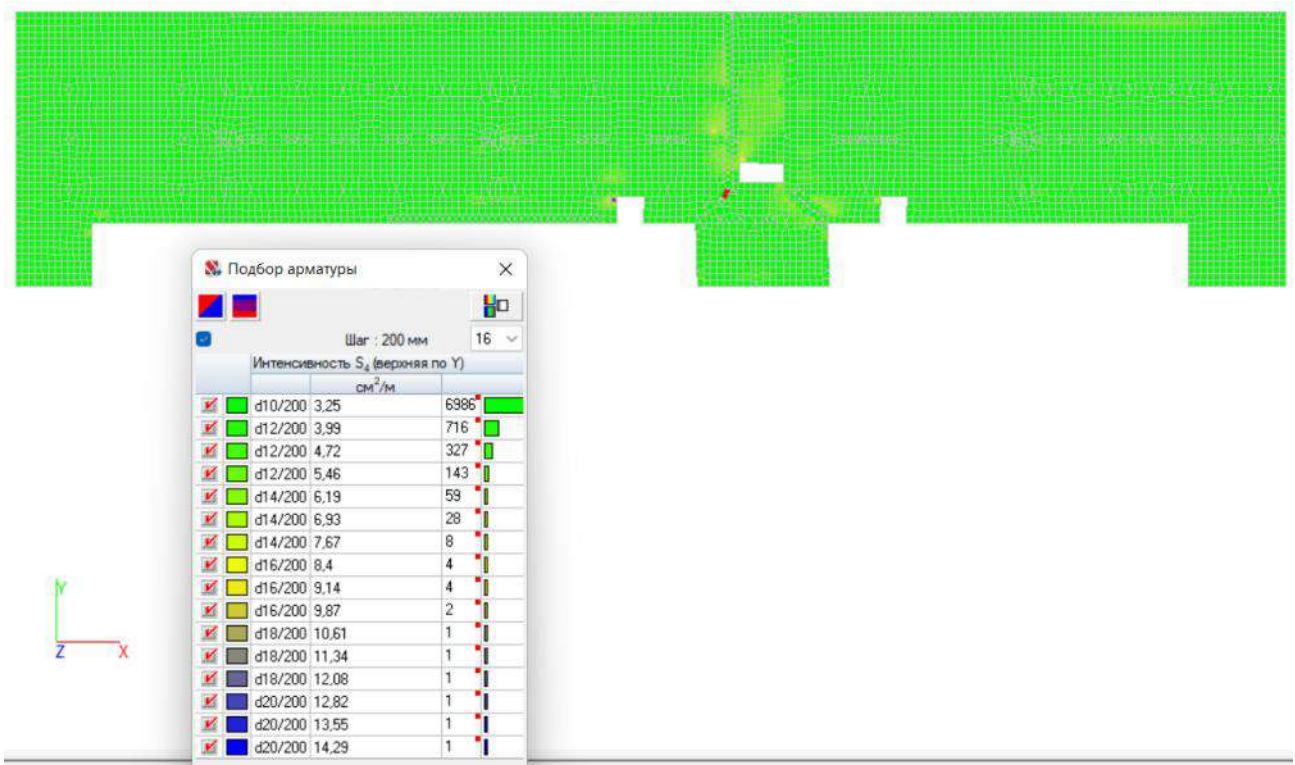 Подбор арматуры
Шаг : 200 мм 16
Интенсивность S4 (верхняя по Y)
см2/м
d10/200 3,25 6986
d12/200 3,99 716
d12/200 4,72 327
d12/200 5,46 143
d14/200 6,19 59
d14/200 6,93 28
d14/200 7,67 8
d16/200 8,4 4
d16/200 9,14 4
d16/200 9,87 2
d18/200 10,61 1
d18/200 11,34 1
d18/200 12,08 1
d20/200 12,82 1
d20/200 13,55 1
d20/200 14,29 1
Y
Z X